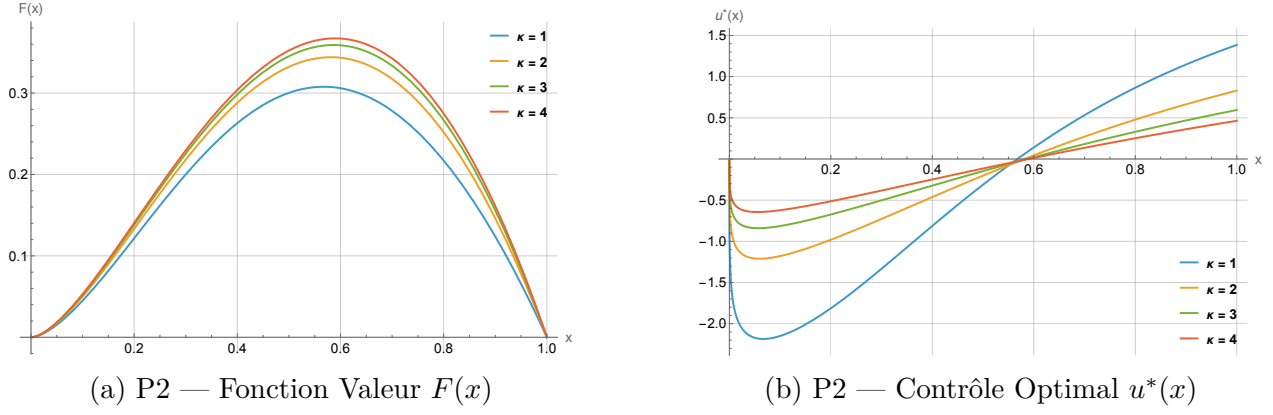 F(x)
κ = 1
κ = 2
κ = 3
κ = 4
0.3
0.2
0.1
0.2 0.4 0.6 0.8 1.0 x
(a) P2 — Fonction Valeur F(x)
u*(x)
1.5
1.0
0.5
0.2 0.4 0.6 0.8 1.0 x
−0.5
−1.0
−1.5
−2.0
κ = 1
κ = 2
κ = 3
κ = 4
(b) P2 — Contrôle Optimal u*(x)